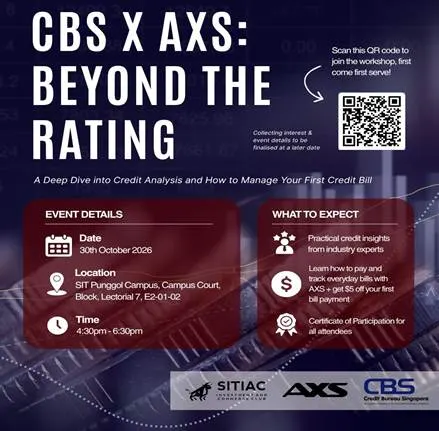 CBS X AXS:
BEYOND THE
RATING
Scan this QR code to
join the workshop, first
come first serve!
Collecting interest &
event details to be
finalised at a later date
A Deep Dive into Credit Analysis and How to Manage Your First Credit Bill
EVENT DETAILS
Date
30th October 2026
Location
SIT Punggol Campus, Campus Court,
Block, Lectorial 7, E2-01-02
Time
4:30pm - 6:30pm
WHAT TO EXPECT
Practical credit insights
from industry experts
Learn how to pay and
track everyday bills with
AXS + get $5 off your first
bill payment
Certificate of Participation for
all attendees
SITIAC
INVESTMENT AND
COMMERCE CLUB
AXS
CBS
Credit Bureau Singapore